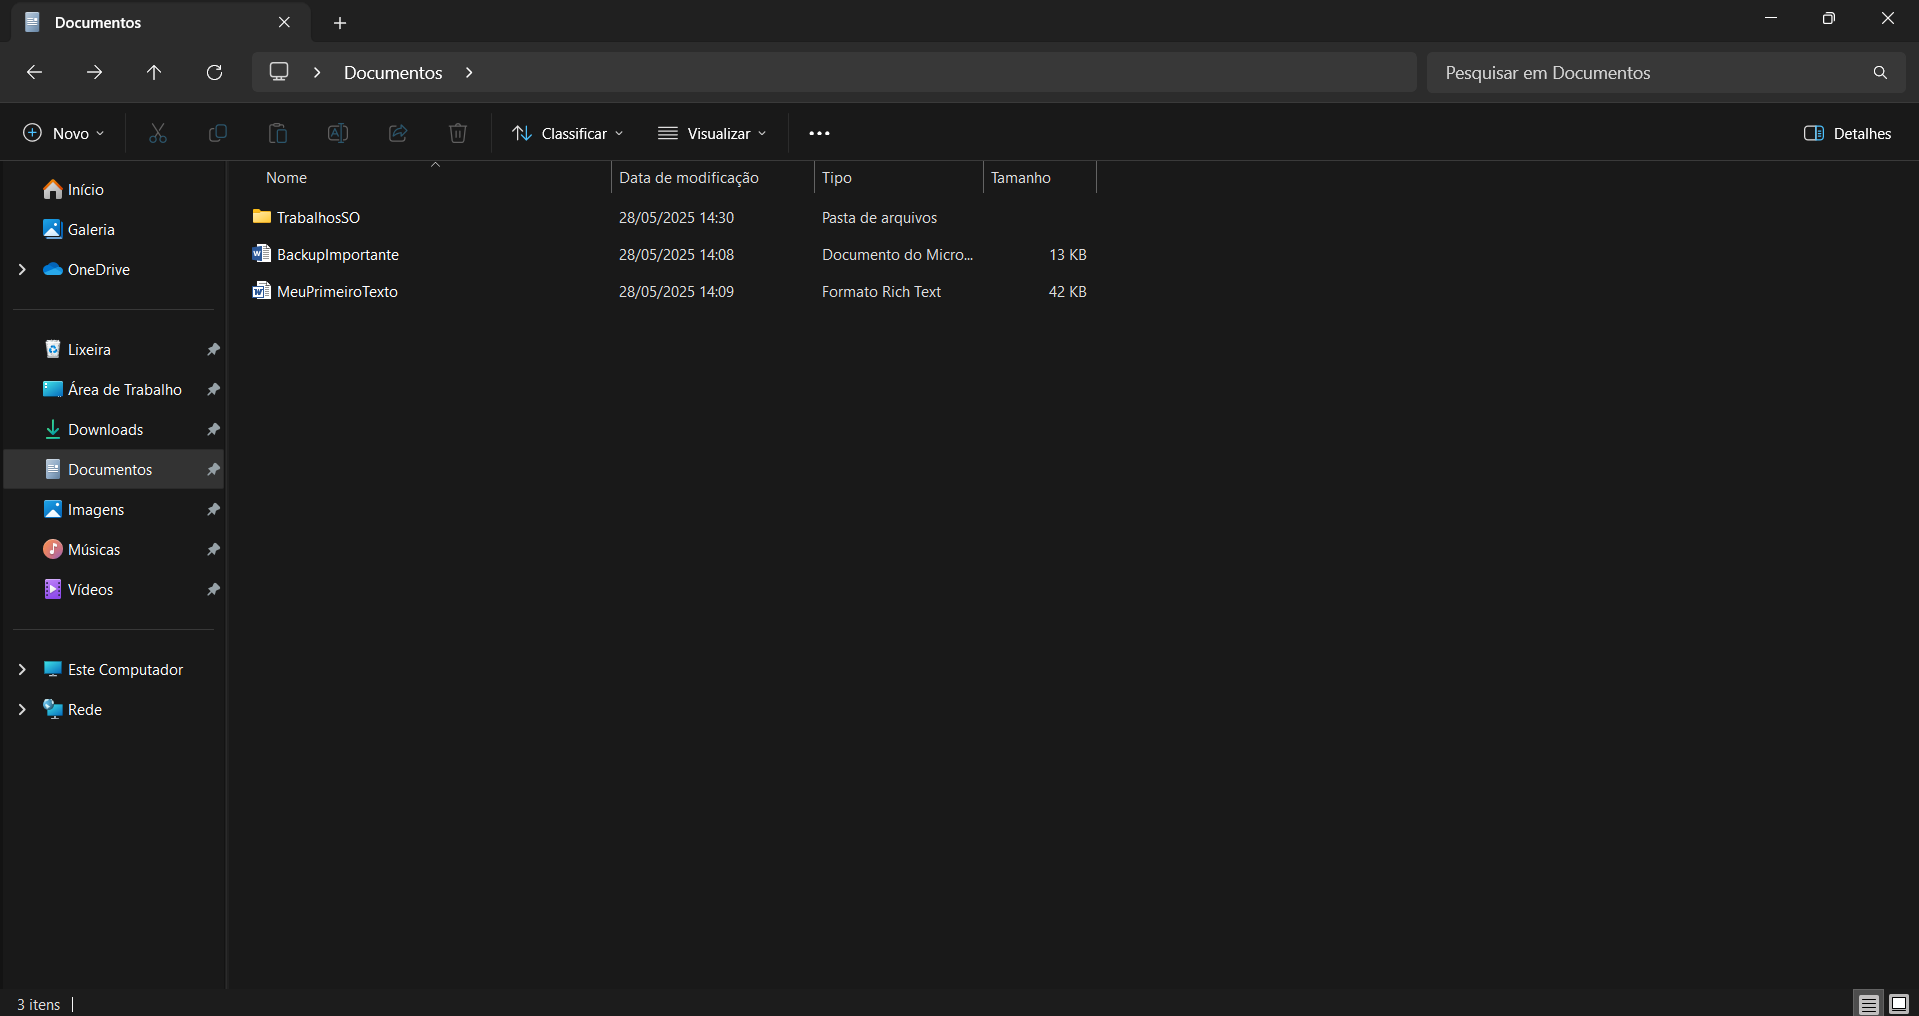 Documentos
Documentos
Pesquisar em Documentos
Novo
Classificar
Visualizar
Detalhes
Nome Data de modificação Tipo Tamanho
TrabalhosSO 28/05/2025 14:30 Pasta de arquivos
BackupImportante 28/05/2025 14:08 Documento do Micro... 13 KB
MeuPrimeiroTexto 28/05/2025 14:09 Formato Rich Text 42 KB
Início
Galeria
OneDrive
Lixeira
Área de Trabalho
Downloads
Documentos
Imagens
Músicas
Vídeos
Este Computador
Rede
3 itens